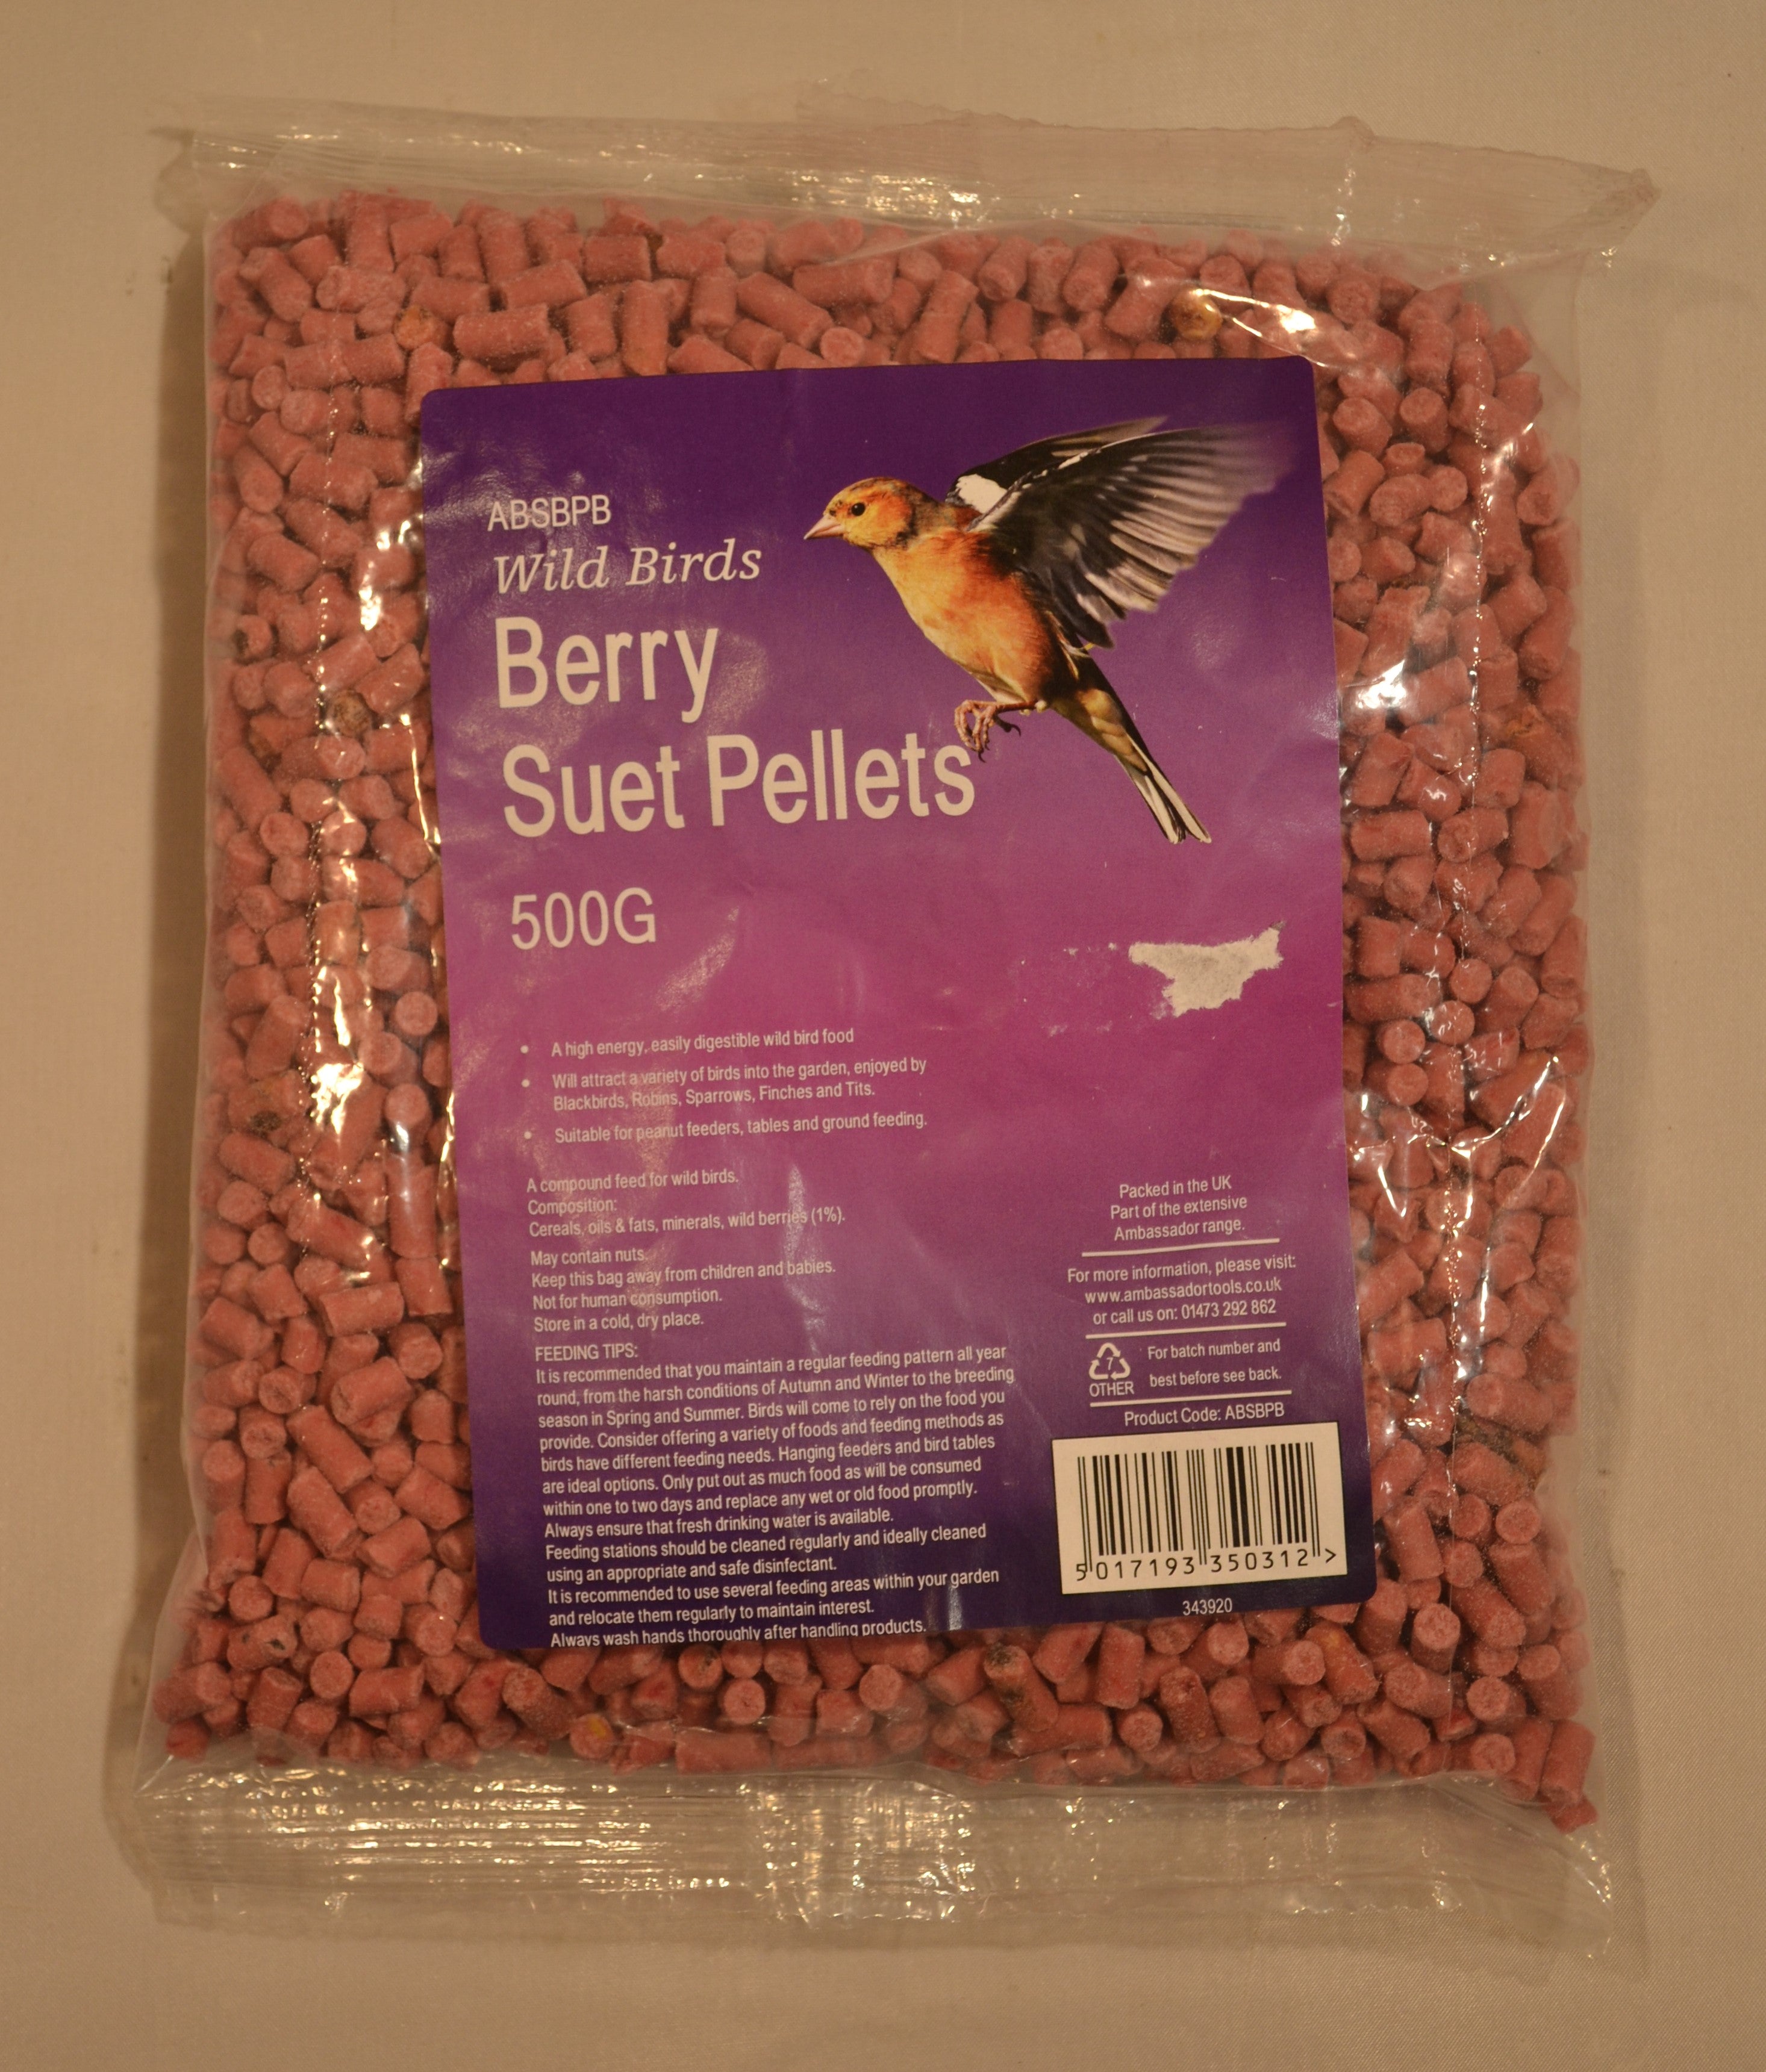 ABSBPB
Wild Birds
Berry
Suet Pellets
500G
• A high energy, easily digestible wild bird food
• Will attract a variety of birds into the garden, enjoyed by
Blackbirds, Robins, Sparrows, Finches and Tits.
• Suitable for peanut feeders, tables and ground feeding.
A compound feed for wild birds.
Composition:
Cereals, oils & fats, minerals, wild berries (1%).
May contain nuts.
Keep this bag away from children and babies.
Not for human consumption.
Store in a cold, dry place.
FEEDING TIPS:
It is recommended that you maintain a regular feeding pattern all year
round, from the harsh conditions of Autumn and Winter to the breeding
season in Spring and Summer. Birds will come to rely on the food you
provide. Consider offering a variety of foods and feeding methods as
birds have different feeding needs. Hanging feeders and bird tables
are ideal options. Only put out as much food as will be consumed
within one to two days and replace any wet or old food promptly.
Always ensure that fresh drinking water is available.
Feeding stations should be cleaned regularly and ideally cleaned
using an appropriate and safe disinfectant.
It is recommended to use several feeding areas within your garden
and relocate them regularly to maintain interest.
Always wash hands thoroughly after handling products.
Packed in the UK
Part of the extensive
Ambassador range.
For more information, please visit:
www.ambassadortools.co.uk
or call us on: 01473 292 862
7
OTHER
For batch number and
best before see back.
Product Code: ABSBPB
5 017193 350312 >
343920